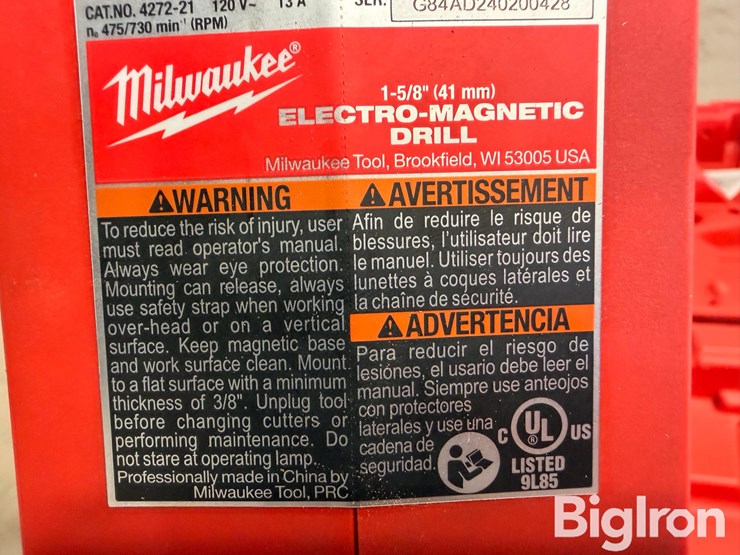 CAT.NO. 4272-21 120 V~ 13 A
SER. G84AD240200428
n₀ 475/730 min⁻¹ (RPM)
Milwaukee®
1-5/8" (41 mm)
ELECTRO-MAGNETIC
DRILL
Milwaukee Tool, Brookfield, WI 53005 USA
WARNING
To reduce the risk of injury, user
must read operator's manual.
Always wear eye protection.
Mounting can release, always
use safety strap when working
over-head or on a vertical
surface. Keep magnetic base
and work surface clean. Mount
to a flat surface with a minimum
thickness of 3/8". Unplug tool
before changing cutters or
performing maintenance. Do
not stare at operating lamp.
Professionally made in China by
Milwaukee Tool, PRC
AVERTISSEMENT
Afin de reduire le risque de
blessures, l'utilisateur doit lire
le manuel. Utiliser toujours des
lunettes à coques latérales et
la chaîne de sécurité.
ADVERTENCIA
Para reducir el riesgo de
lesiónes, el usario debe leer el
manual. Siempre use anteojos
con protectores
laterales y use una
cadena de
seguridad.
C UL® US
LISTED
9L85
BigIron